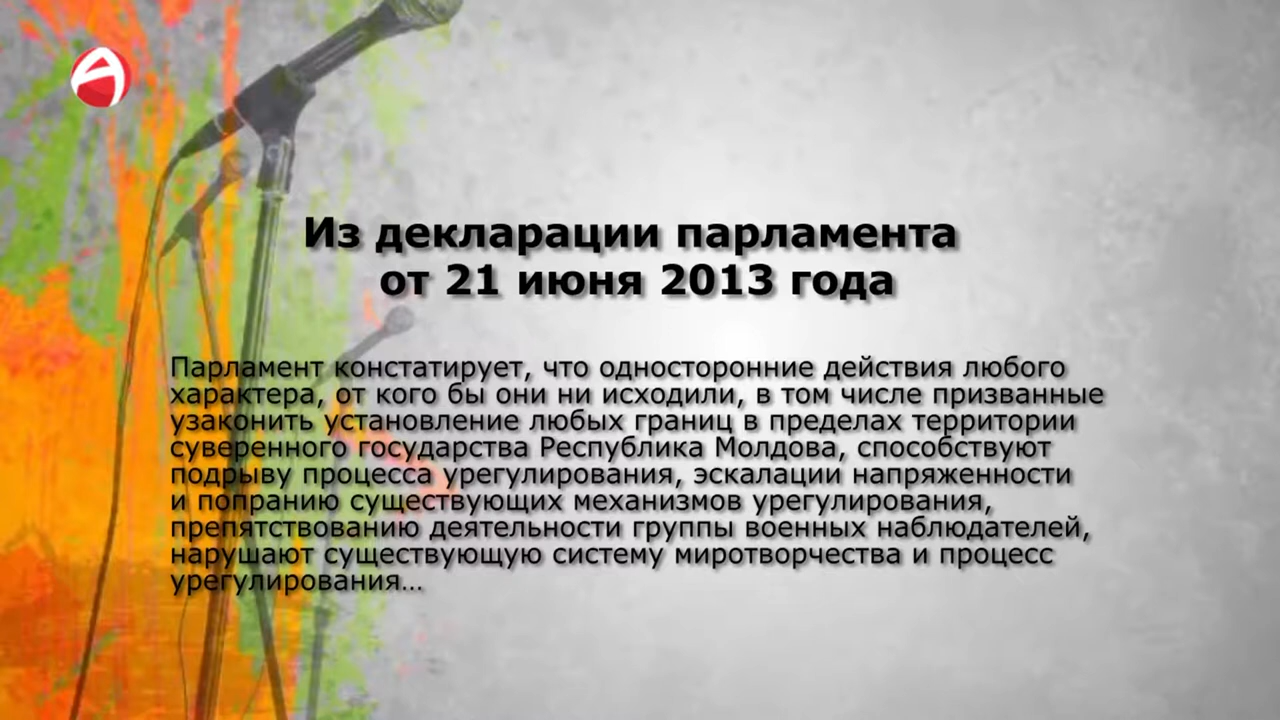 Из декларации парламента
от 21 июня 2013 года
Парламент констатирует, что односторонние действия любого
характера, от кого бы они ни исходили, в том числе призванные
узаконить установление любых границ в пределах территории
суверенного государства Республика Молдова, способствуют
подрыву процесса урегулирования, эскалации напряженности
и попранию существующих механизмов урегулирования,
препятствованию деятельности группы военных наблюдателей,
нарушают существующую систему миротворчества и процесс
урегулирования…